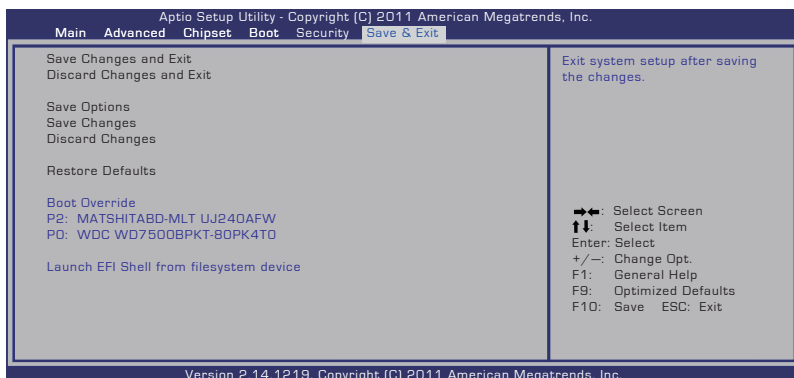 Aptio Setup Utility - Copyright (C) 2011 American Megatrends, Inc.
Main Advanced Chipset Boot Security Save & Exit
Save Changes and Exit
Discard Changes and Exit
Save Options
Save Changes
Discard Changes
Restore Defaults
Boot Override
P2: MATSHITABD-MLT UJ240AFW
P0: WDC WD7500BPKT-80PK4T0
Launch EFI Shell from filesystem device
Exit system setup after saving
the changes.
→←: Select Screen
↑↓: Select Item
Enter: Select
+/—: Change Opt.
F1: General Help
F9: Optimized Defaults
F10: Save ESC: Exit
Version 2.14.1219. Copyright (C) 2011 American Megatrends, Inc.